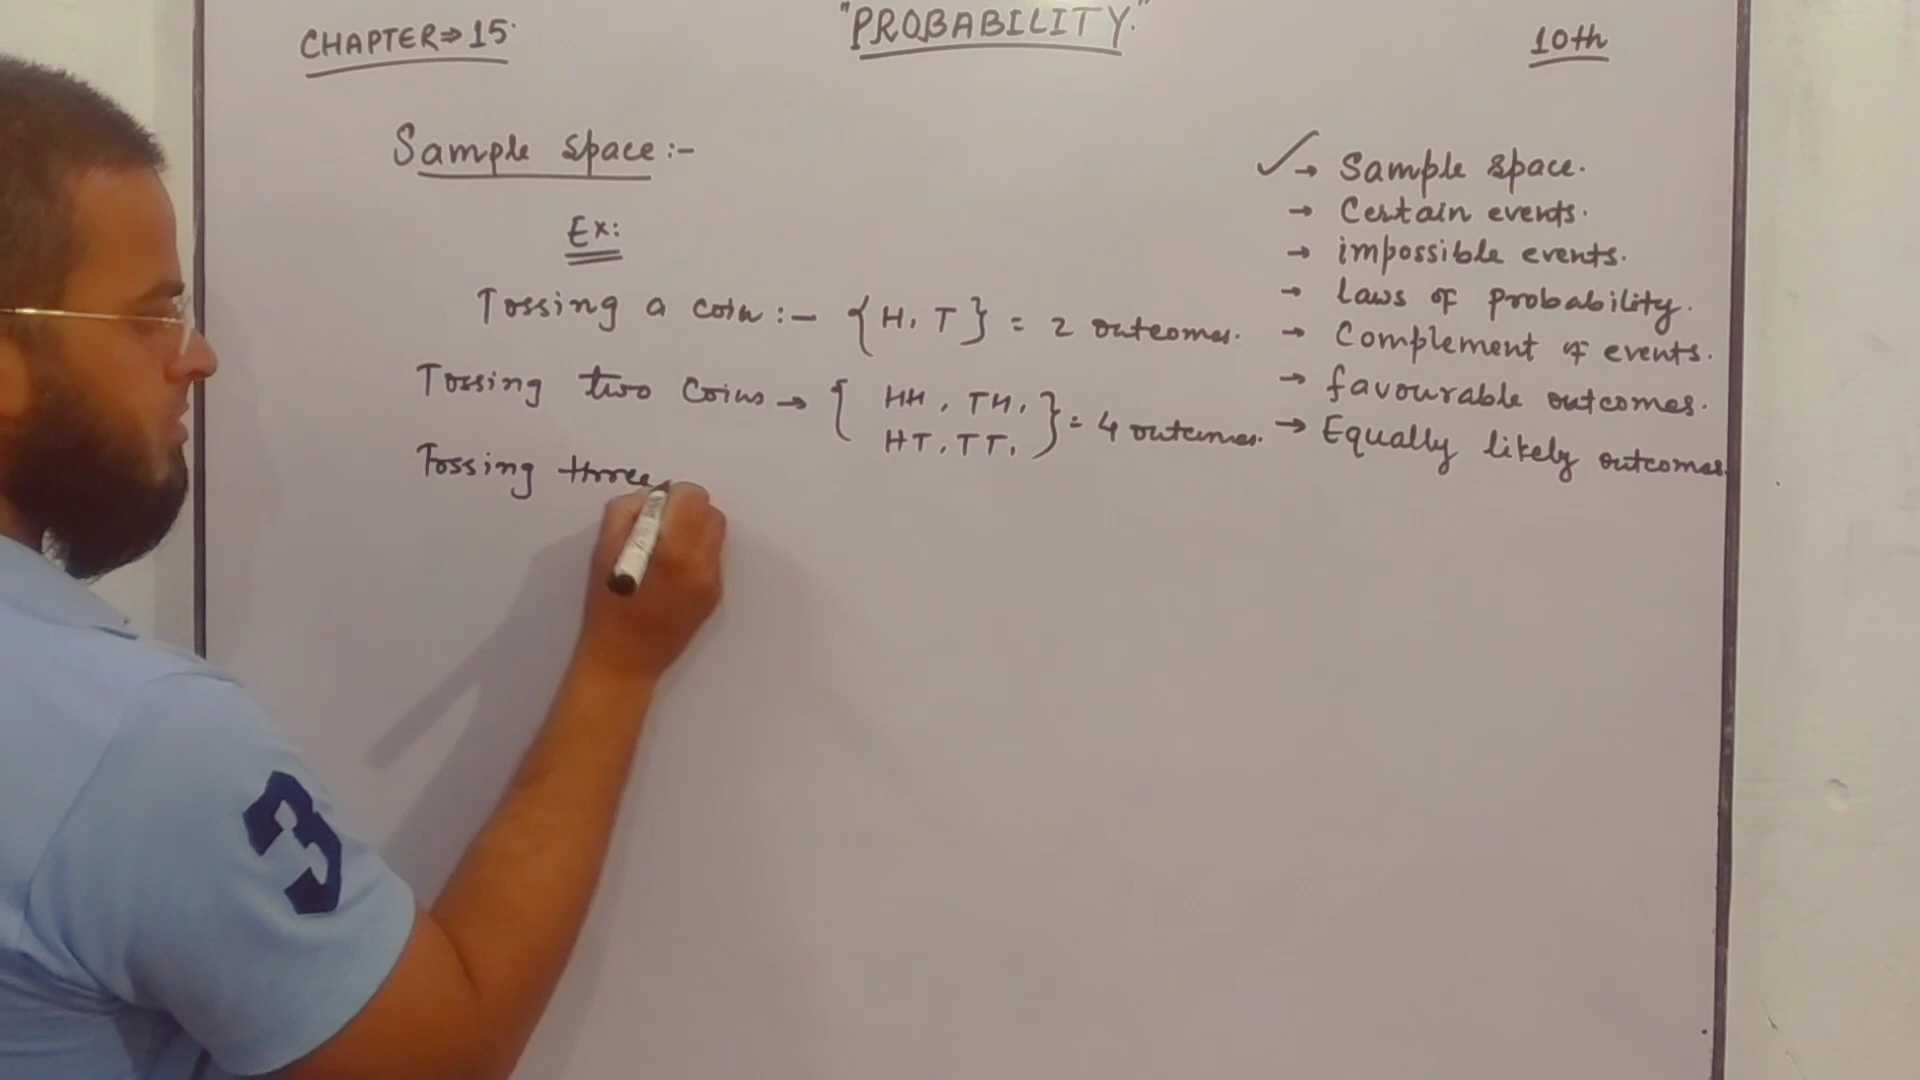 CHAPTER⇒15.
"PROBABILITY."
10th
Sample space:-
Ex:
Tossing a coin:- {H, T} = 2 outcomes.
Tossing two coins → { HH, TH,
HT, TT, } = 4 outcomes.
Tossing three
✓→ Sample space.
→ Certain events.
→ impossible events.
→ laws of probability.
→ Complement of events.
→ favourable outcomes.
→ Equally likely outcomes
3